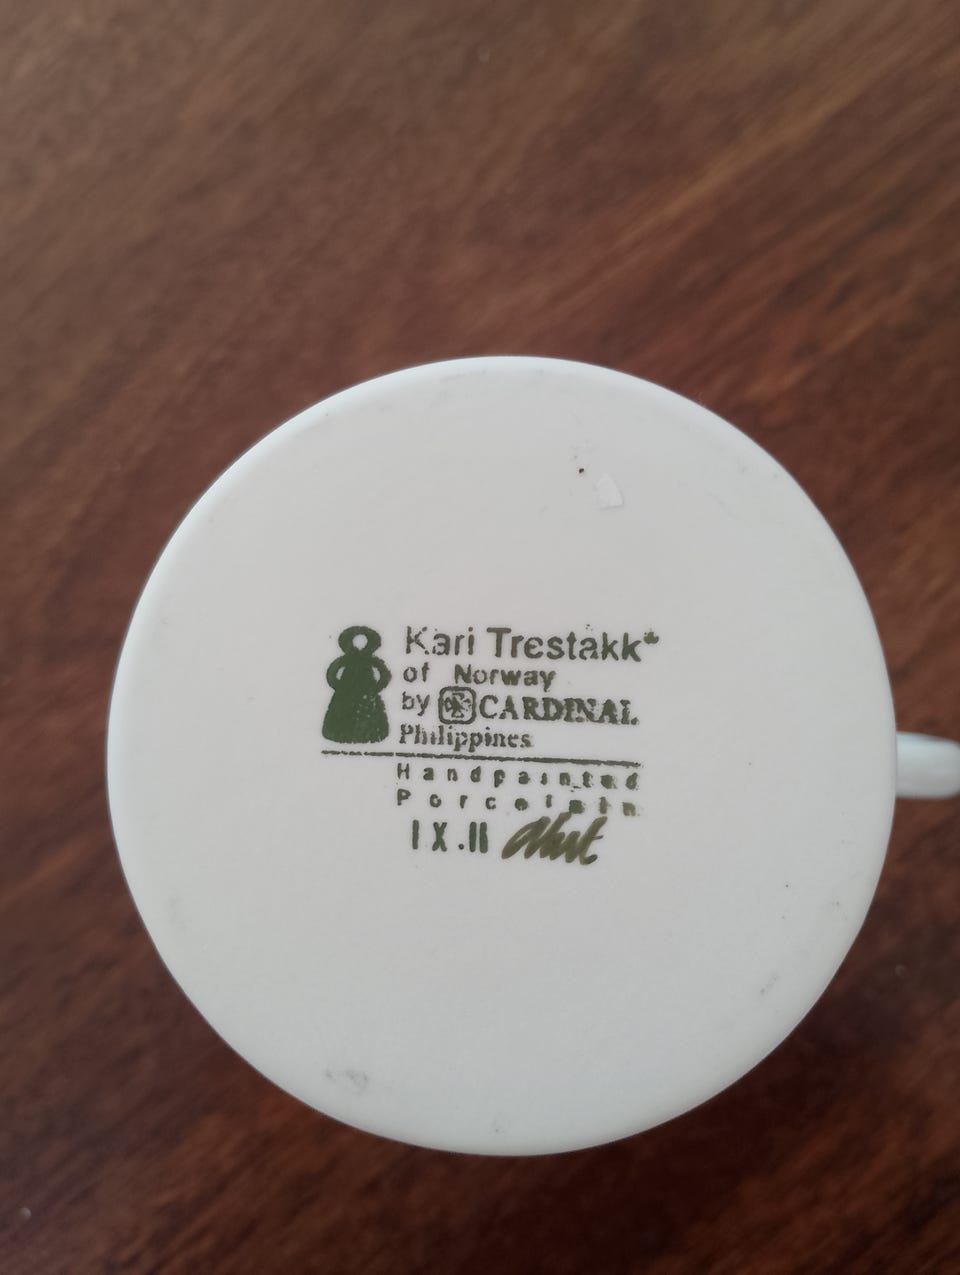 Kari Trestakk*
of Norway
by CARDINAL
Philippines
Handpainted
Porcelain
IX.II